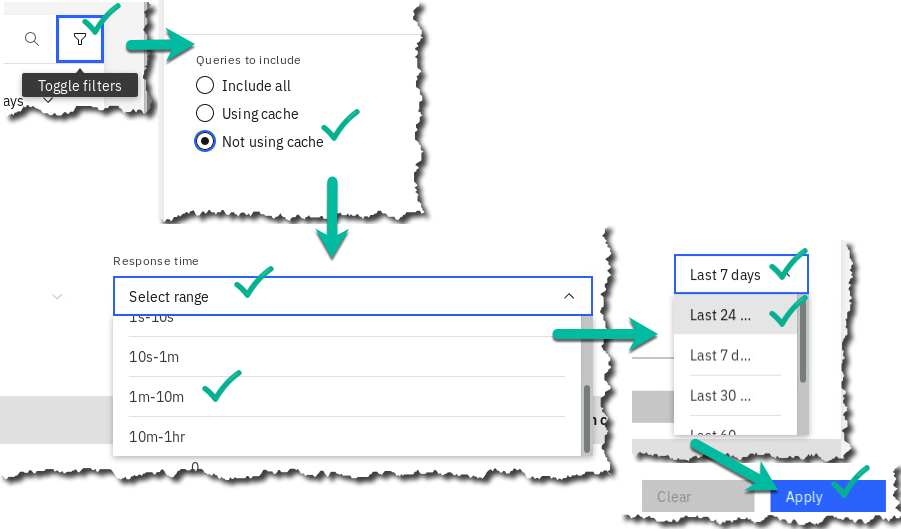 Toggle filters
ays
Queries to include
Include all
Using cache
Not using cache
Response time
Select range
1s-10s
10s-1m
1m-10m
10m-1hr
0
Last 7 days
Last 24 ...
Last 7 d...
Last 30 ...
Last 60 ...
Clear
Apply